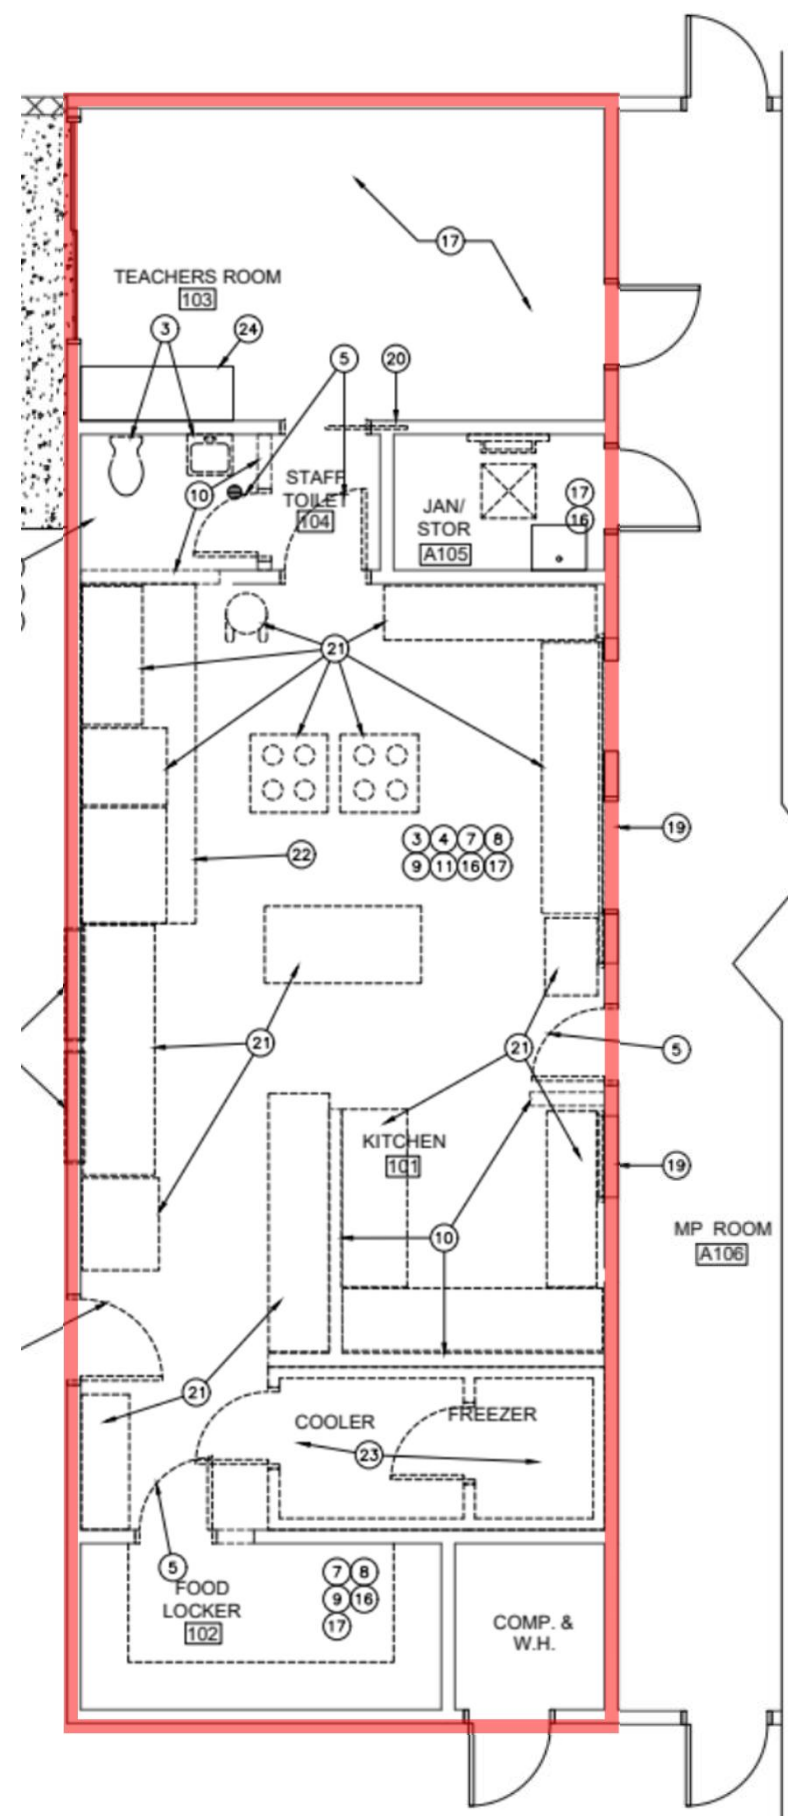 17
TEACHERS ROOM
103
3
24
5
20
10
STAFF
TOILET
104
JAN/
STOR
A105
17
16
21
3 4 7 8
9 11 16 17
19
22
21
21
5
KITCHEN
101
19
10
MP ROOM
A106
21
COOLER
FREEZER
23
5
FOOD
LOCKER
102
7 8
9 16
17
COMP. &
W.H.